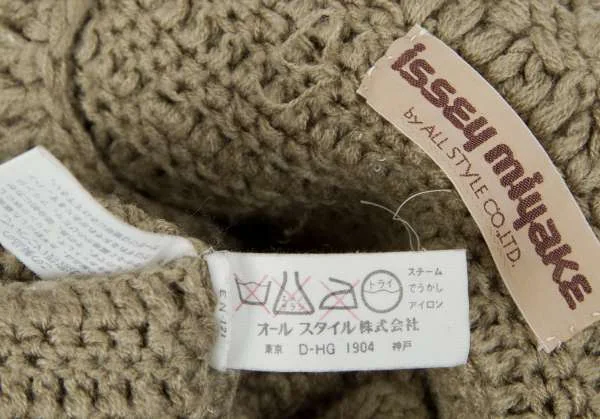 issey miyake
by ALL STYLE CO.,LTD.
トライ
スチーム
でうかし
アイロン
オール スタイル株式会社
東京 D-HG 1904 神戸